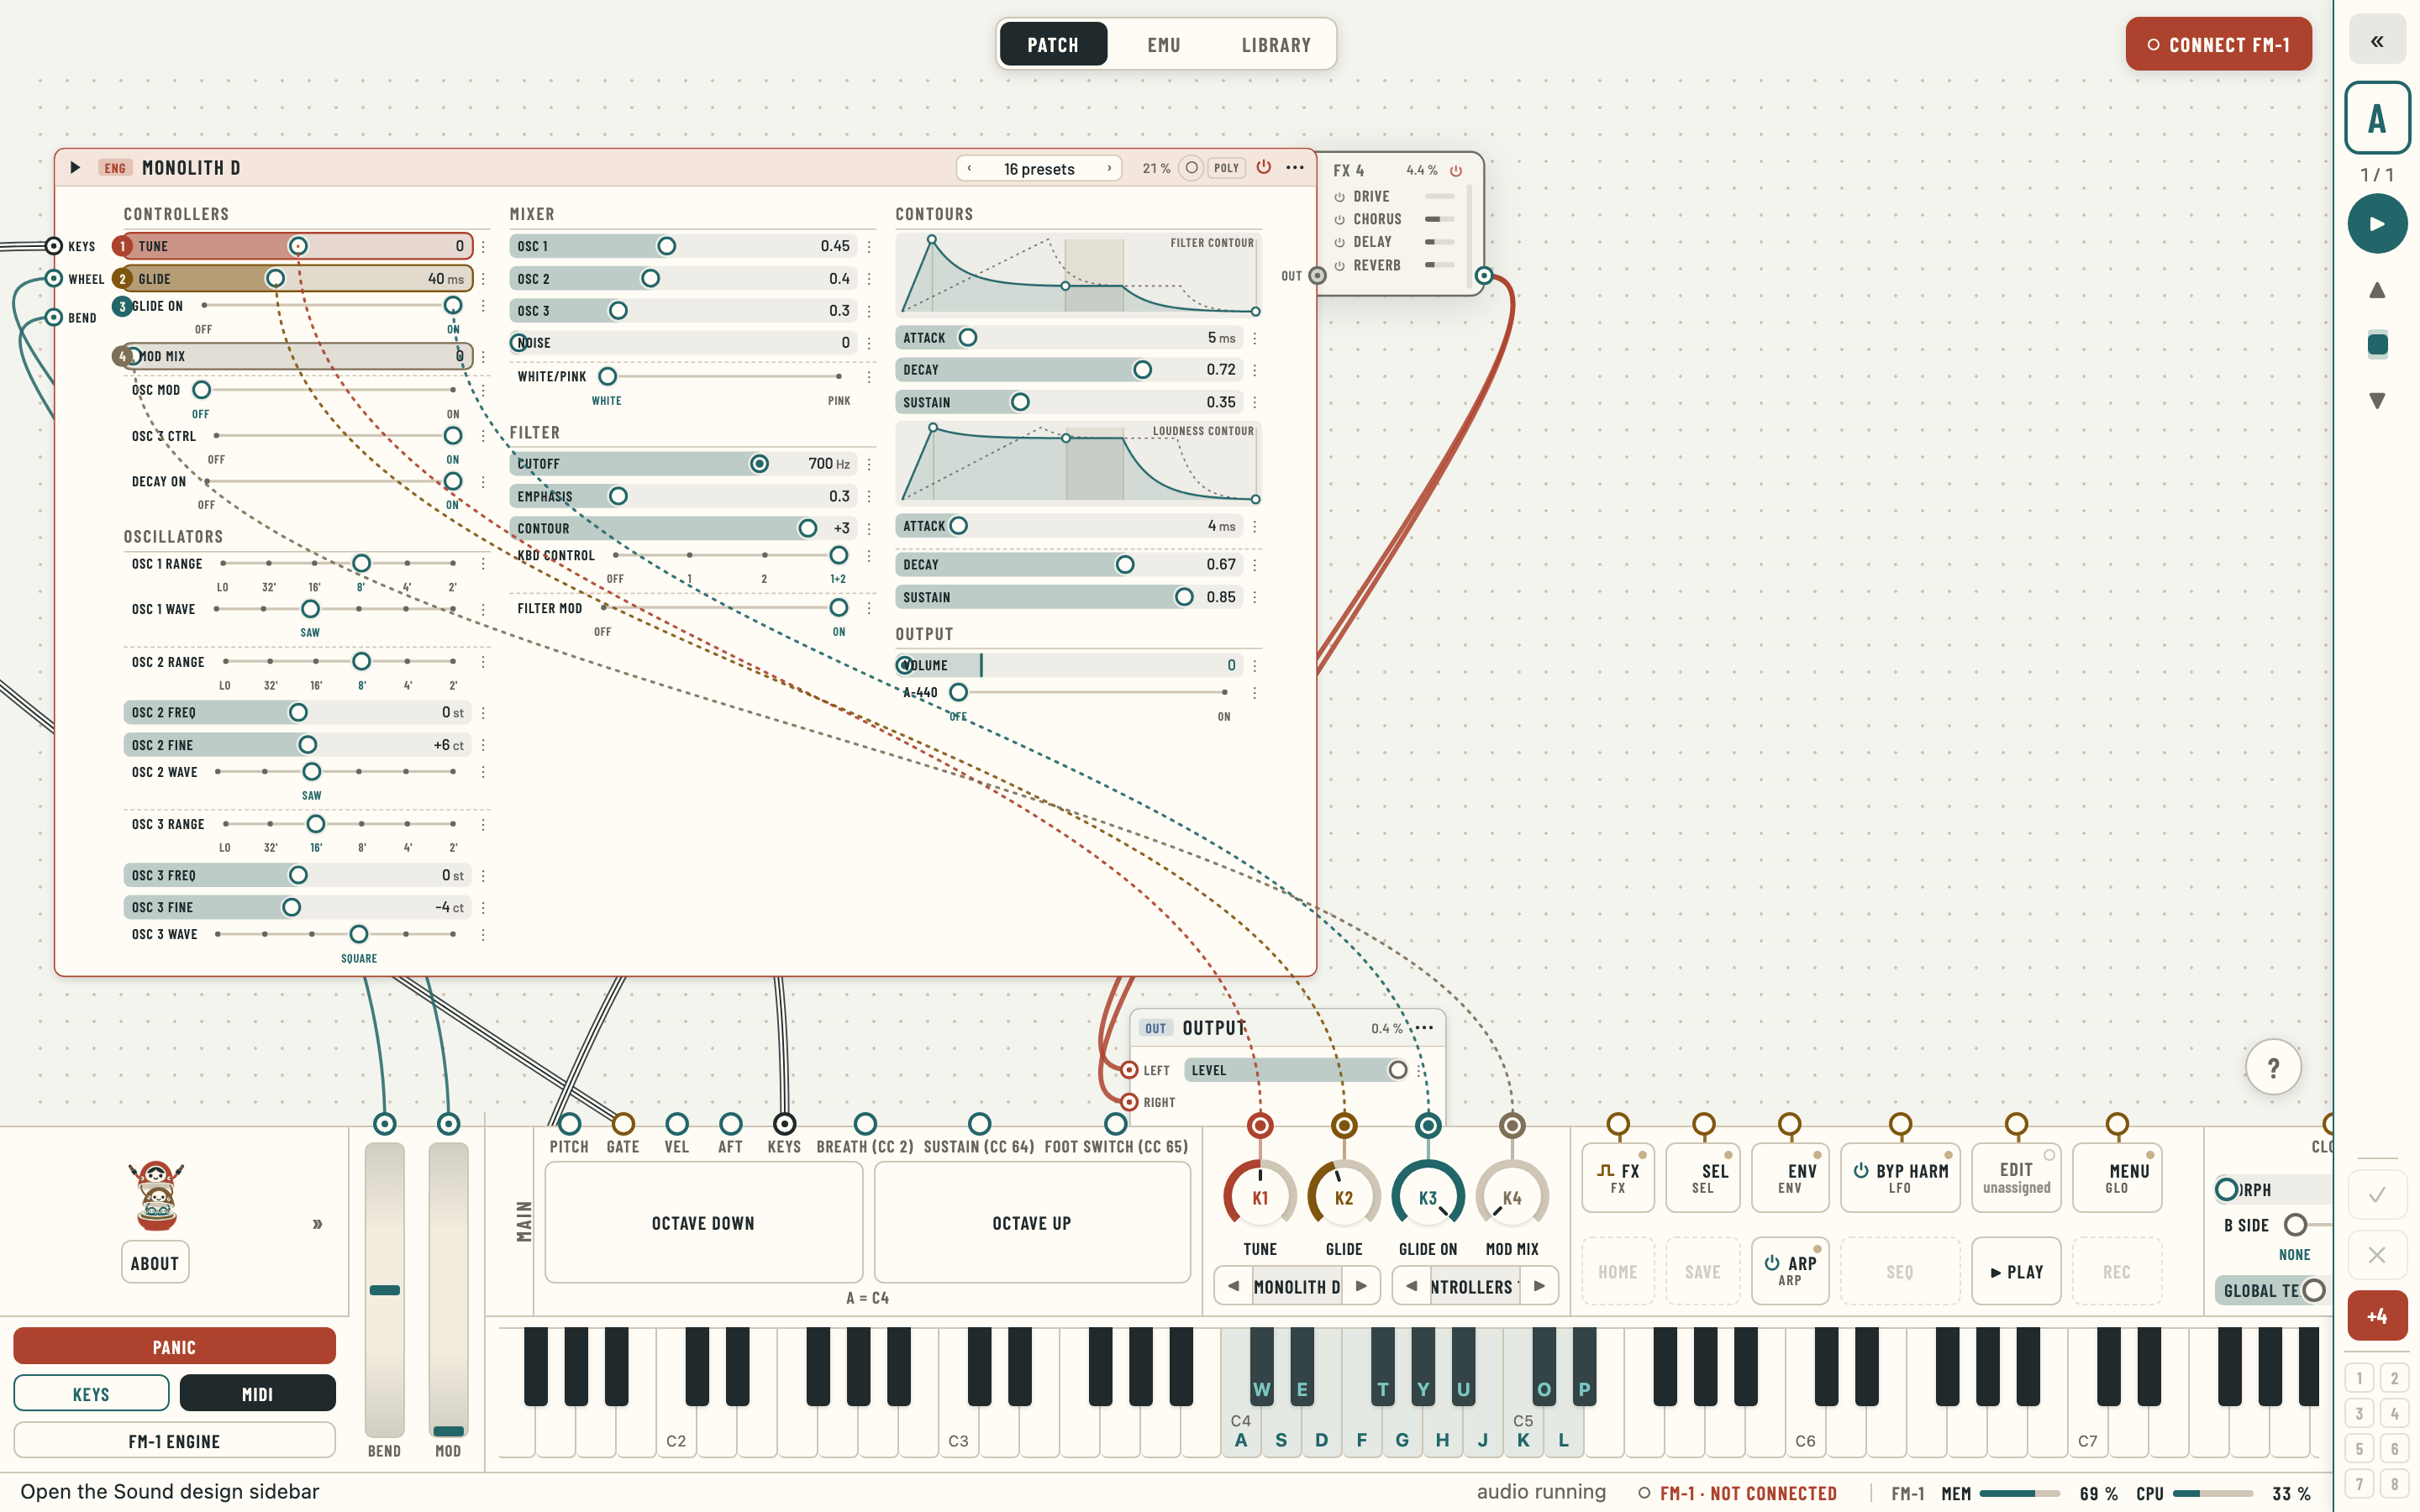 PATCH EMU LIBRARY
CONNECT FM-1
«
A
1 / 1
ENG MONOLITH D
‹ 16 presets ›
21 % POLY
FX 4 4.4 %
DRIVE
CHORUS
DELAY
REVERB
OUT
KEYS
WHEEL
BEND
CONTROLLERS
1 TUNE 0
2 GLIDE 40 ms
3 GLIDE ON
OFF ON
4 MOD MIX 0
OSC MOD
OFF ON
OSC 3 CTRL
OFF ON
DECAY ON
OFF ON
OSCILLATORS
OSC 1 RANGE
LO 32' 16' 8' 4' 2'
OSC 1 WAVE
SAW
OSC 2 RANGE
LO 32' 16' 8' 4' 2'
OSC 2 FREQ 0 st
OSC 2 FINE +6 ct
OSC 2 WAVE
SAW
OSC 3 RANGE
LO 32' 16' 8' 4' 2'
OSC 3 FREQ 0 st
OSC 3 FINE -4 ct
OSC 3 WAVE
SQUARE
MIXER
OSC 1 0.45
OSC 2 0.4
OSC 3 0.3
NOISE 0
WHITE/PINK
WHITE PINK
FILTER
CUTOFF 700 Hz
EMPHASIS 0.3
CONTOUR +3
KBD CONTROL
OFF 1 2 1+2
FILTER MOD
OFF ON
CONTOURS
FILTER CONTOUR
ATTACK 5 ms
DECAY 0.72
SUSTAIN 0.35
LOUDNESS CONTOUR
ATTACK 4 ms
DECAY 0.67
SUSTAIN 0.85
OUTPUT
VOLUME 0
A-440
OFF ON
OUT OUTPUT 0.4 %
LEFT LEVEL
RIGHT
?
PITCH GATE VEL AFT KEYS BREATH (CC 2) SUSTAIN (CC 64) FOOT SWITCH (CC 65)
MAIN
OCTAVE DOWN OCTAVE UP
A = C4
K1 K2 K3 K4
TUNE GLIDE GLIDE ON MOD MIX
MONOLITH D NTROLLERS
FX
FX
SEL
SEL
ENV
ENV
BYP HARM
LFO
EDIT
unassigned
MENU
GLO
HOME SAVE
ARP
ARP
SEQ PLAY REC
CLO
RPH
B SIDE
NONE
GLOBAL TE
»
ABOUT
PANIC
KEYS MIDI
FM-1 ENGINE
BEND MOD
W E T Y U O P
C4 C5
C2 C3 A S D F G H J K L C6 C7
+4
1 2
3 4
5 6
7 8
Open the Sound design sidebar
audio running
FM-1 · NOT CONNECTED
FM-1 MEM 69 % CPU 33 %